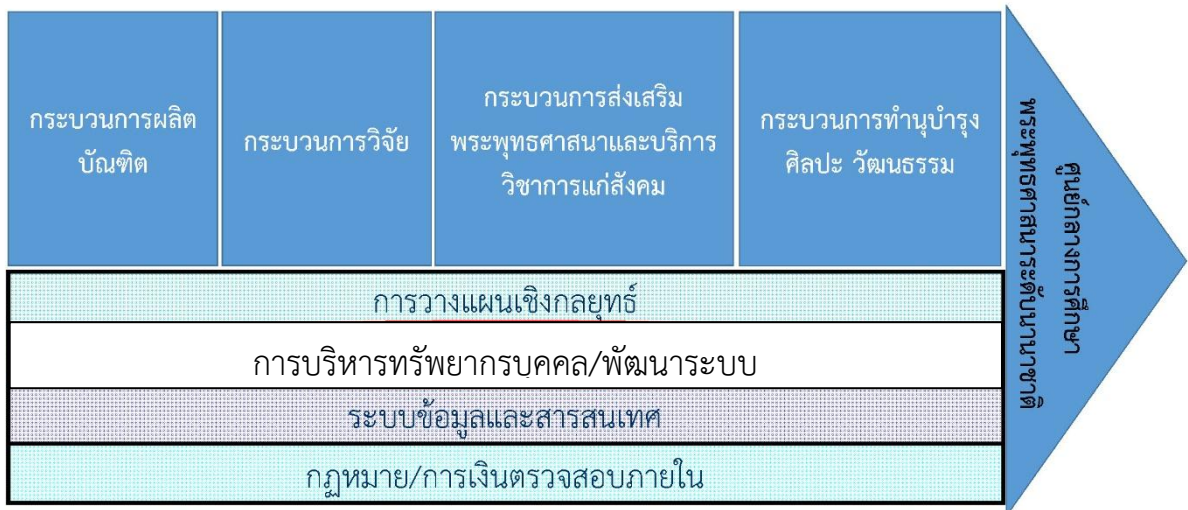 กระบวนการผลิต
บัณฑิต
กระบวนการวิจัย
กระบวนการส่งเสริม
พระพุทธศาสนาและบริการ
วิชาการแก่สังคม
กระบวนการทำนุบำรุง
ศิลปะ วัฒนธรรม
ศูนย์กลางการศึกษา
พระพุทธศาสนาระดับนานาชาติ
การวางแผนเชิงกลยุทธ์
การบริหารทรัพยากรบุคคล/พัฒนาระบบ
ระบบข้อมูลและสารสนเทศ
กฎหมาย/การเงินตรวจสอบภายใน